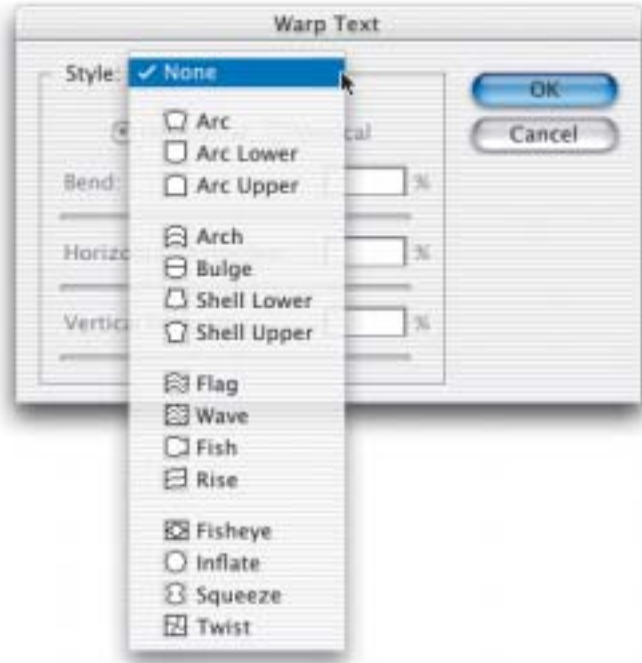 Warp Text
Style: ✓ None
OK
Cancel
Arc
Arc Lower
Arc Upper
Bend:
%
Arch
Bulge
Shell Lower
Shell Upper
%
%
Flag
Wave
Fish
Rise
Fisheye
Inflate
Squeeze
Twist